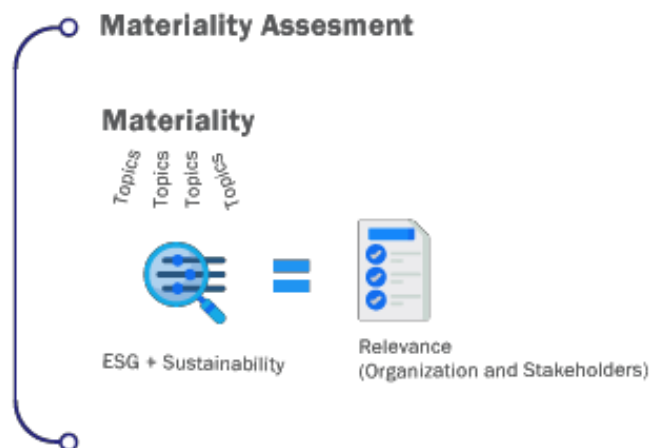 Materiality Assesment
Materiality
Topics Topics Topics Topics
ESG + Sustainability
Relevance
(Organization and Stakeholders)